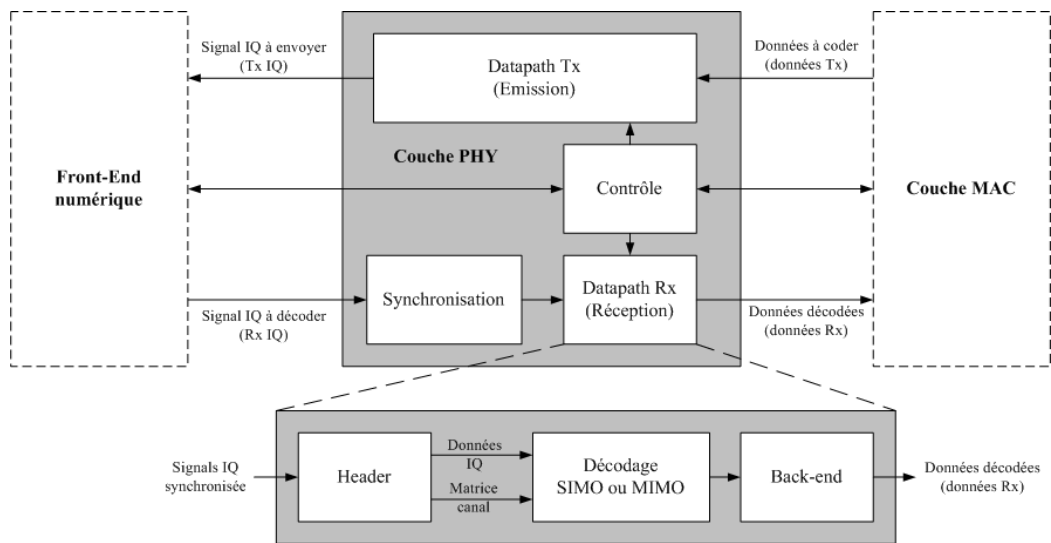 Signal IQ à envoyer
(Tx IQ)
Datapath Tx
(Emission)
Données à coder
(données Tx)
Couche PHY
Front-End
numérique
Contrôle
Couche MAC
Synchronisation
Datapath Rx
(Réception)
Signal IQ à décoder
(Rx IQ)
Données décodées
(données Rx)
Signals IQ
synchronisée
Header
Données
IQ
Matrice
canal
Décodage
SIMO ou MIMO
Back-end
Données décodées
(données Rx)